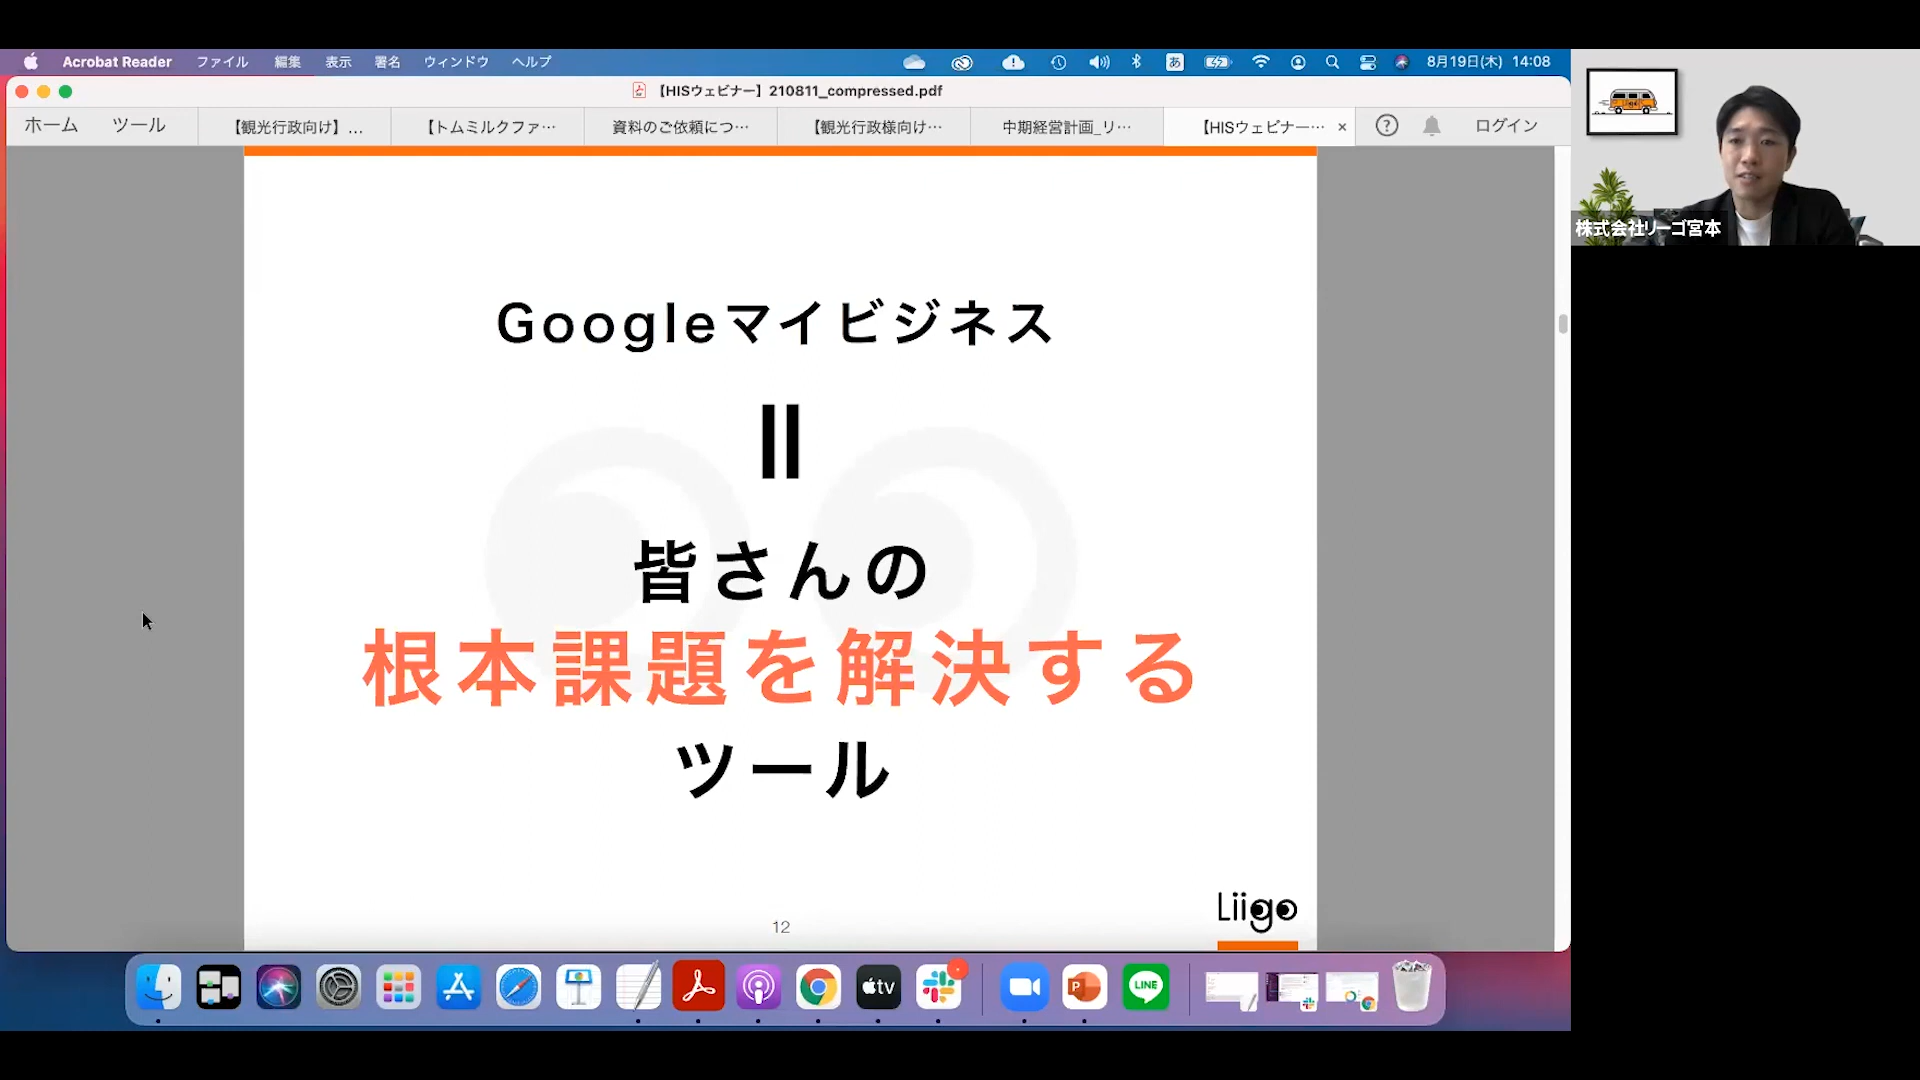 Acrobat Reader ファイル 編集 表示 署名 ウィンドウ ヘルプ あ 8月19日(木) 14:08
【HISウェビナー】210811_compressed.pdf
ホーム ツール 【観光行政向け】... 【トムミルクファ… 資料のご依頼につ… 【観光行政様向け… 中期経営計画_リ… 【HISウェビナー… × ? ログイン
株式会社リーゴ宮本
Googleマイビジネス
=
皆さんの
根本課題を解決する
ツール
12
Liigo
tv
P
LINE